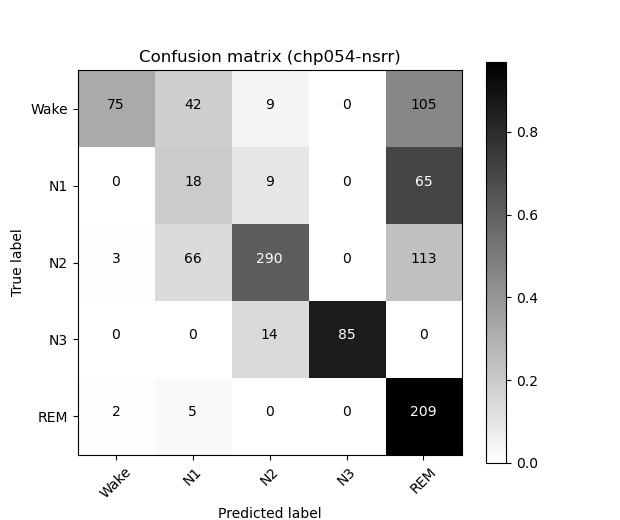 Confusion matrix (chp054-nsrr)
Wake 75 42 9 0 105
N1 0 18 9 0 65
N2 3 66 290 0 113
N3 0 0 14 85 0
REM 2 5 0 0 209
Wake N1 N2 N3 REM
Predicted label
True label
0.8
0.6
0.4
0.2
0.0